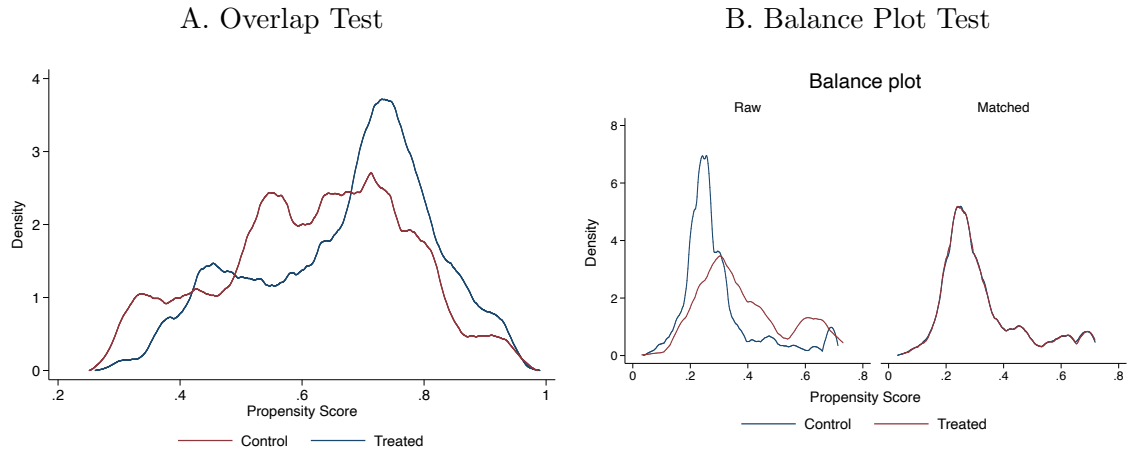 A. Overlap Test
4
3
2
1
0
Density
.2 .4 .6 .8 1
Propensity Score
Control Treated
B. Balance Plot Test
Balance plot
Raw Matched
8
6
4
2
0
Density
0 .2 .4 .6 .8 0 .2 .4 .6 .8
Propensity Score
Control Treated